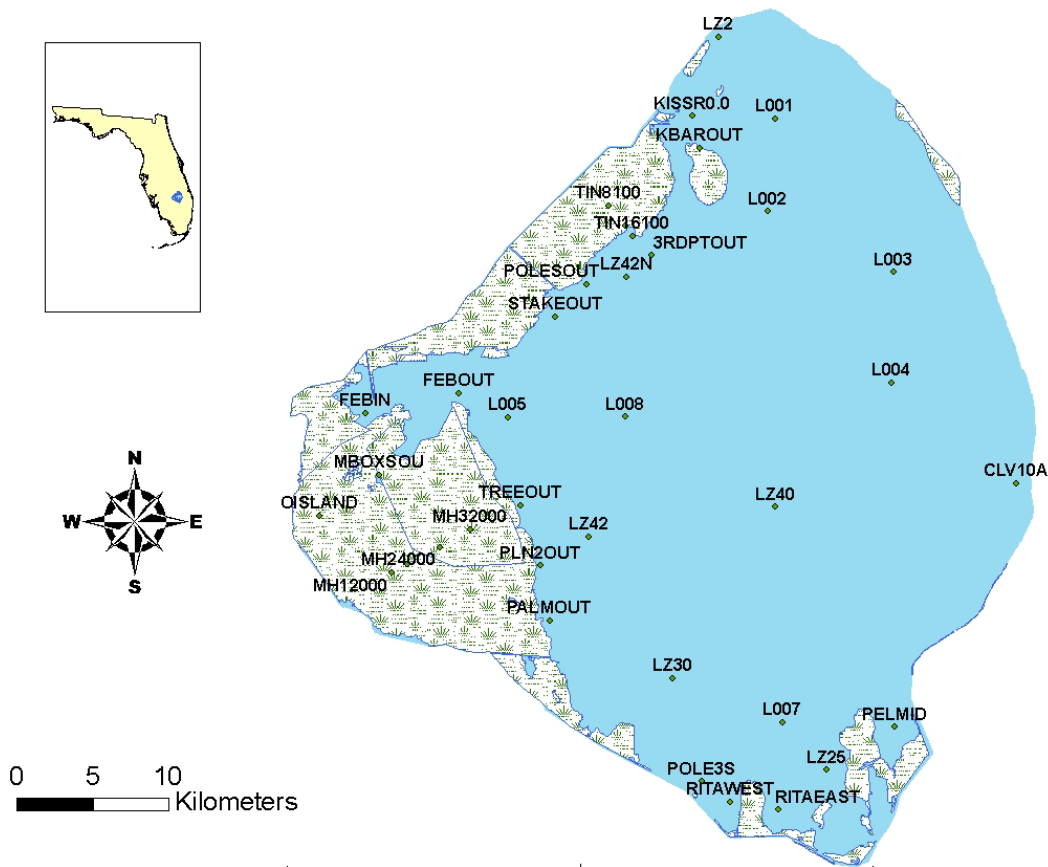 LZ2
KISSR0.0
L001
KBAROUT
TIN8100
L002
TIN16100
3RDPTOUT
LZ42N
POLESOUT
L003
STAKEOUT
L004
FEBOUT
FEBIN
L005
L008
MBOXSOU
CLV10A
N
W
E
S
OISLAND
TREEOUT
LZ40
MH32000
LZ42
MH24000
PLN2OUT
MH12000
PALMOUT
LZ30
L007
PELMID
LZ25
POLE3S
RITAWEST
RITAEAST
0 5 10
Kilometers